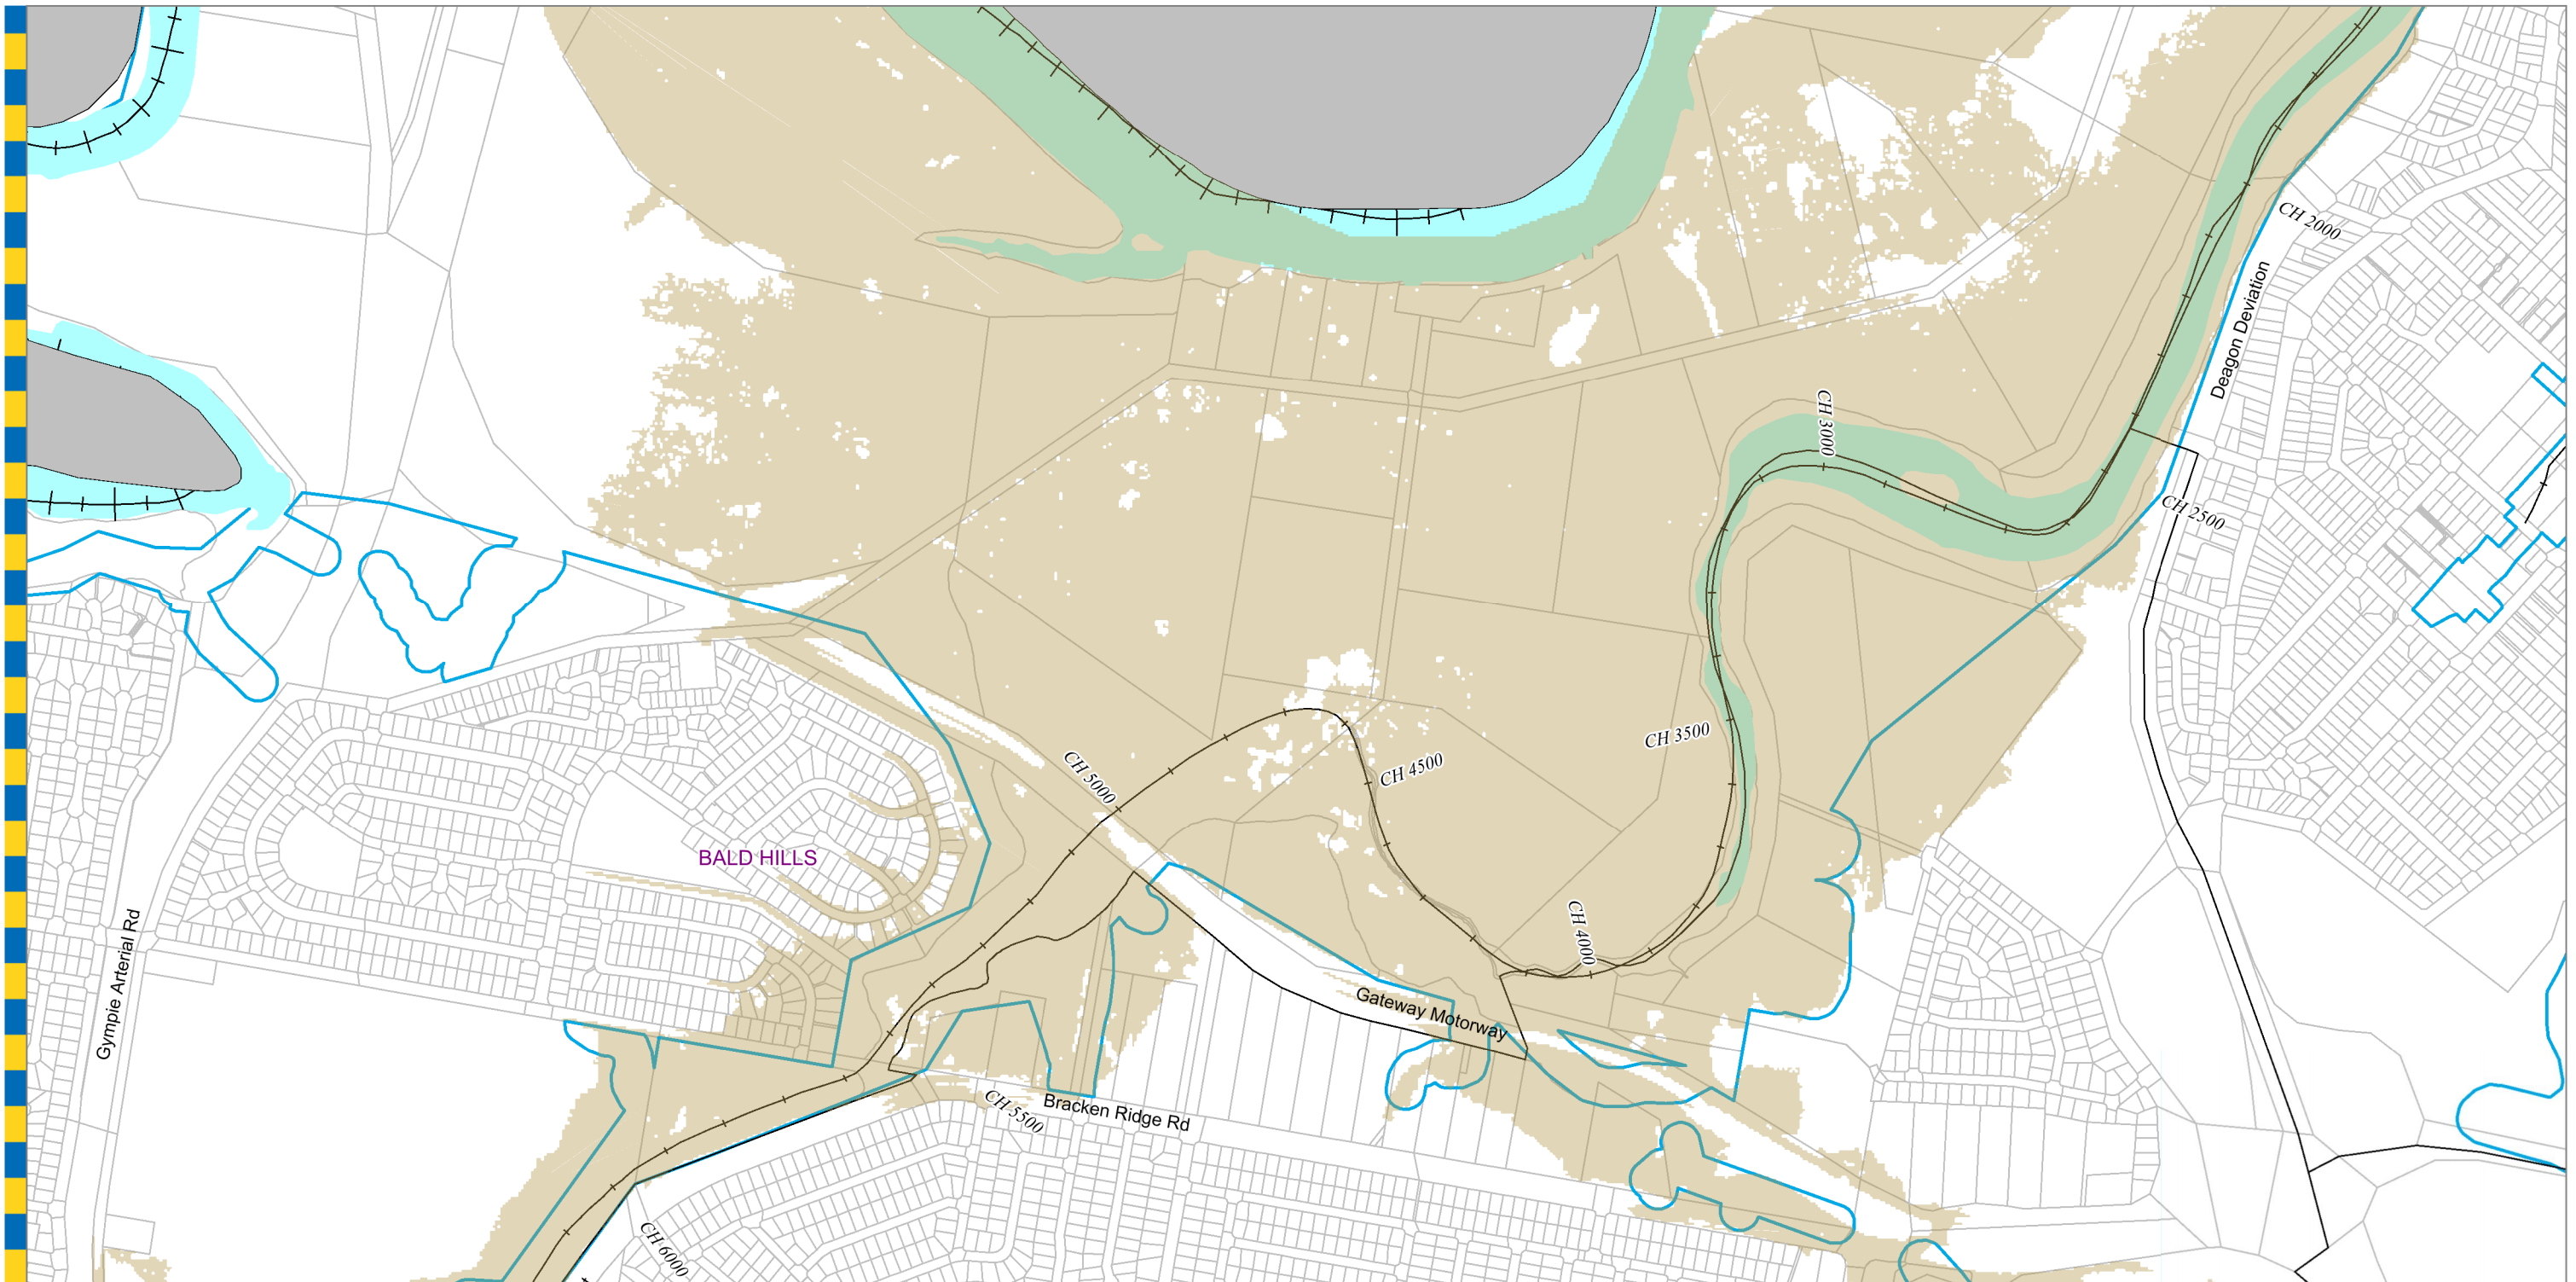 CH 2000
Deagon Deviation
CH 3000
CH 2500
CH 3500
CH 5000
CH 4500
BALD HILLS
CH 4000
Gympie Arterial Rd
Gateway Motorway
CH 5500
Bracken Ridge Rd
CH 6000